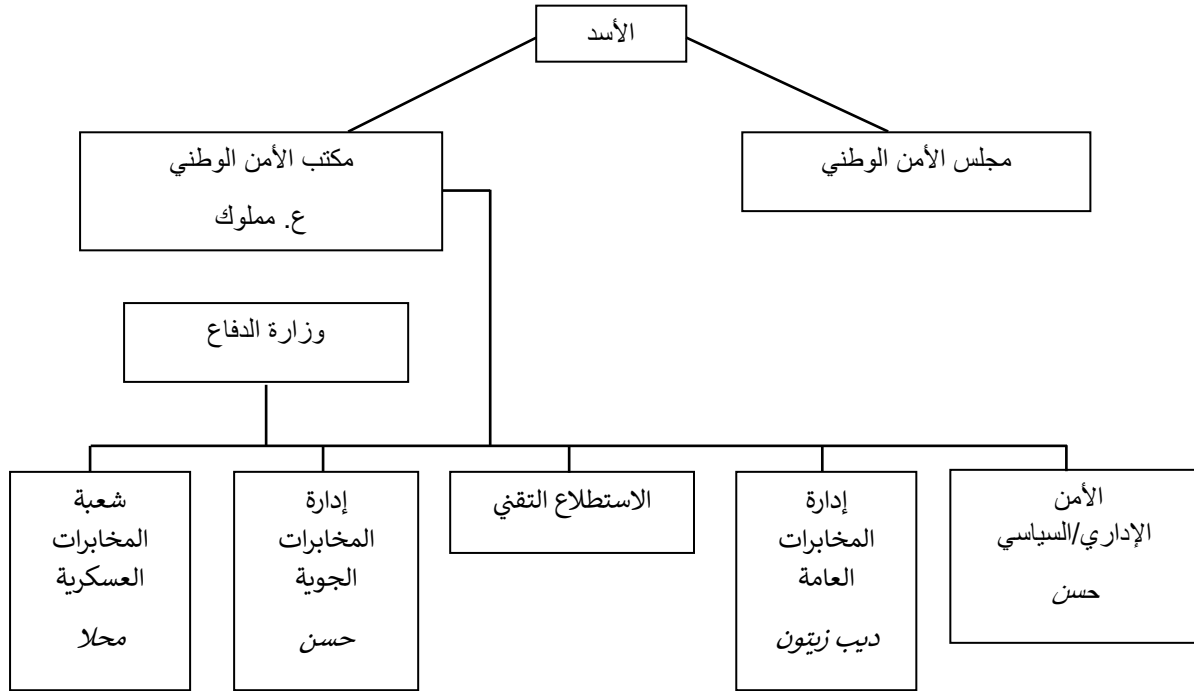 الأسد
مجلس الأمن الوطني
مكتب الأمن الوطني
ع. مملوك
وزارة الدفاع
الأمن
الإداري/السياسي
حسن
إدارة
المخابرات
العامة
ديب زيتون
الاستطلاع التقني
إدارة
المخابرات
الجوية
حسن
شعبة
المخابرات
العسكرية
محلا